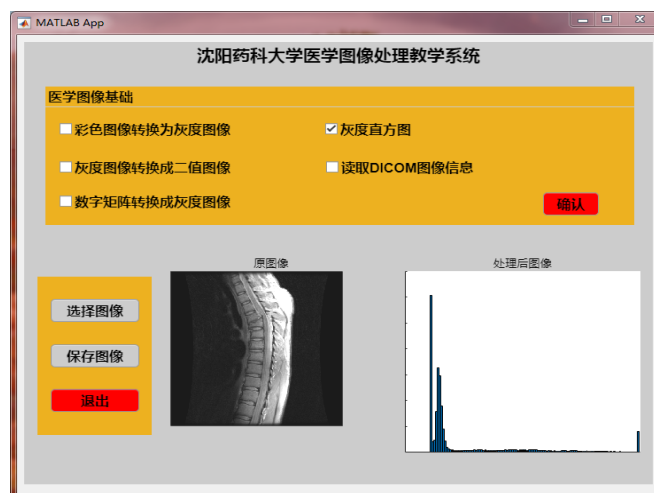 MATLAB App
沈阳药科大学医学图像处理教学系统
医学图像基础
彩色图像转换为灰度图像
灰度直方图
灰度图像转换成二值图像
读取DICOM图像信息
数字矩阵转换成灰度图像
确认
原图像
处理后图像
选择图像
保存图像
退出